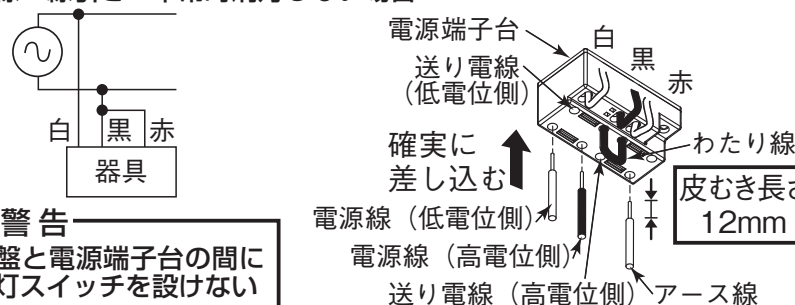 白
黒
赤
器具
警告
盤と電源端子台の間に
灯スイッチを設けない
電源端子台
白
黒
赤
送り電線
(低電位側)
確実に
差し込む
わたり線
皮むき長さ
12mm
電源線（低電位側）
電源線（高電位側）
送り電線（高電位側）
アース線